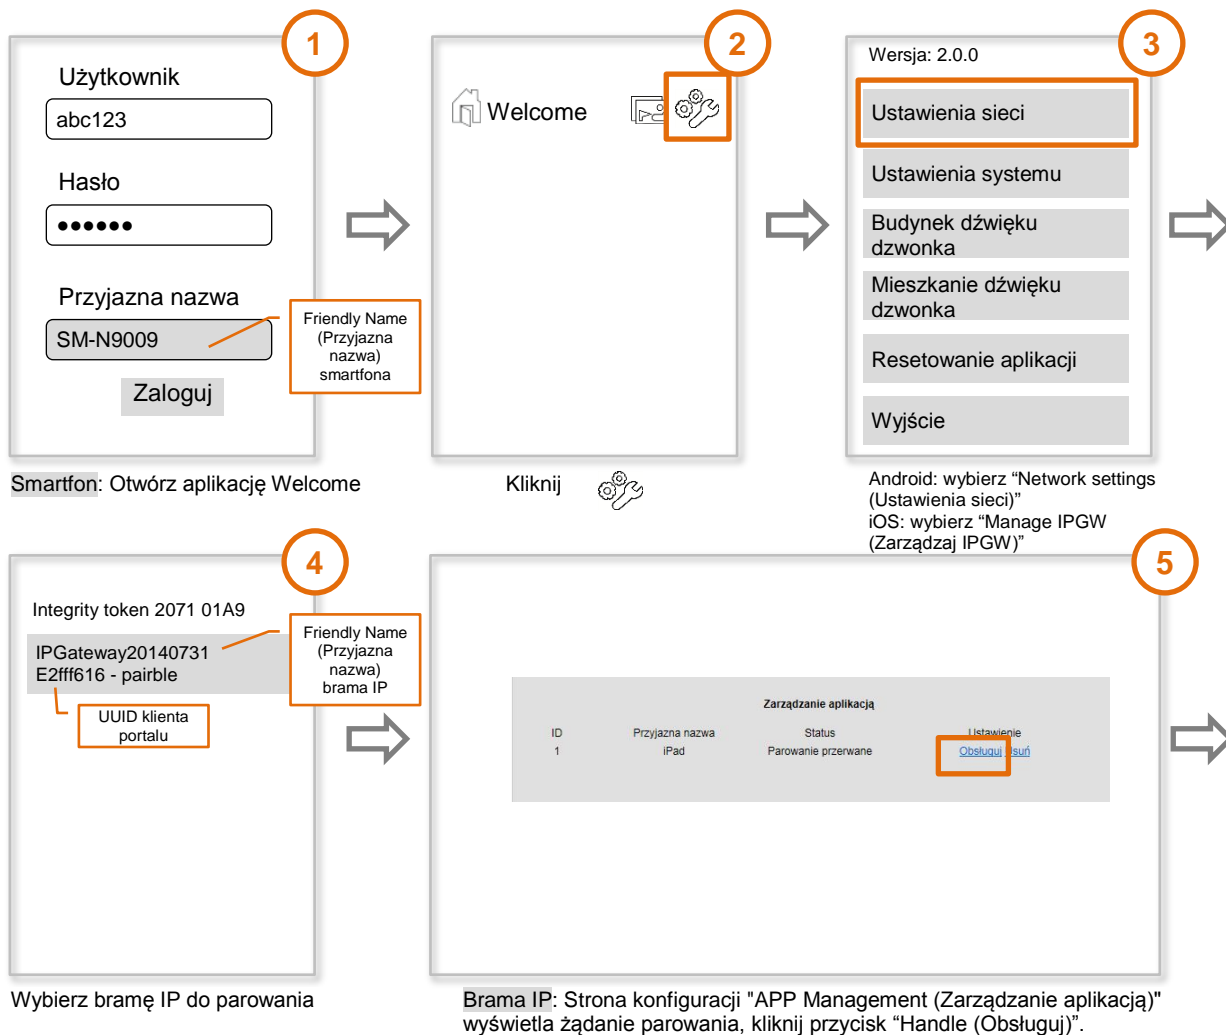 1
Użytkownik
abc123
Hasło
●●●●●●
Przyjazna nazwa
SM-N9009
Zaloguj
Friendly Name
(Przyjazna
nazwa)
smartfona
Smartfon: Otwórz aplikację Welcome
2
Welcome
Kliknij
3
Wersja: 2.0.0
Ustawienia sieci
Ustawienia systemu
Budynek dźwięku
dzwonka
Mieszkanie dźwięku
dzwonka
Resetowanie aplikacji
Wyjście
Android: wybierz “Network settings
(Ustawienia sieci)”
iOS: wybierz “Manage IPGW
(Zarządzaj IPGW)”
4
Integrity token 2071 01A9
IPGateway20140731
E2fff616 - pairble
Friendly Name
(Przyjazna
nazwa)
brama IP
UUID klienta
portalu
Wybierz bramę IP do parowania
5
Zarządzanie aplikacją
ID Przyjazna nazwa Status Ustawienie
1 iPad Parowanie przerwane Obsługuj Usuń
Brama IP: Strona konfiguracji "APP Management (Zarządzanie aplikacją)"
wyświetla żądanie parowania, kliknij przycisk “Handle (Obsługuj)”.